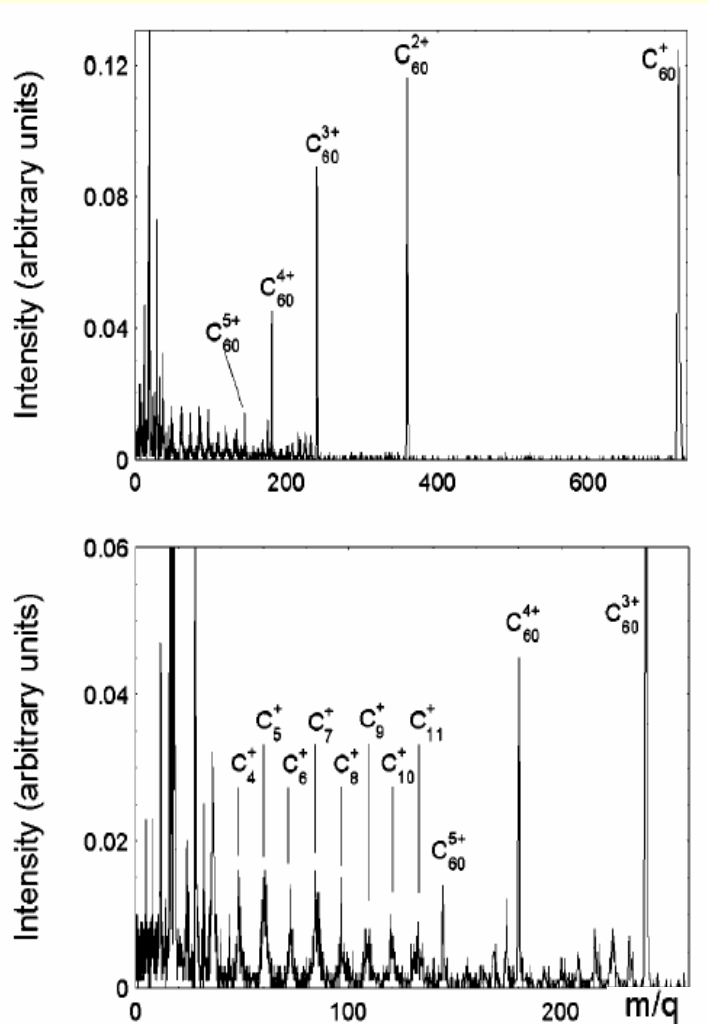 Intensity (arbitrary units)
0.12
0.08
0.04
0
C60+
C602+
C603+
C604+
C605+
0 200 400 600
Intensity (arbitrary units)
0.06
0.04
0.02
0
C603+
C604+
C5+ C7+ C9+ C11+
C4+ C6+ C8+ C10+
C605+
0 100 200 m/q